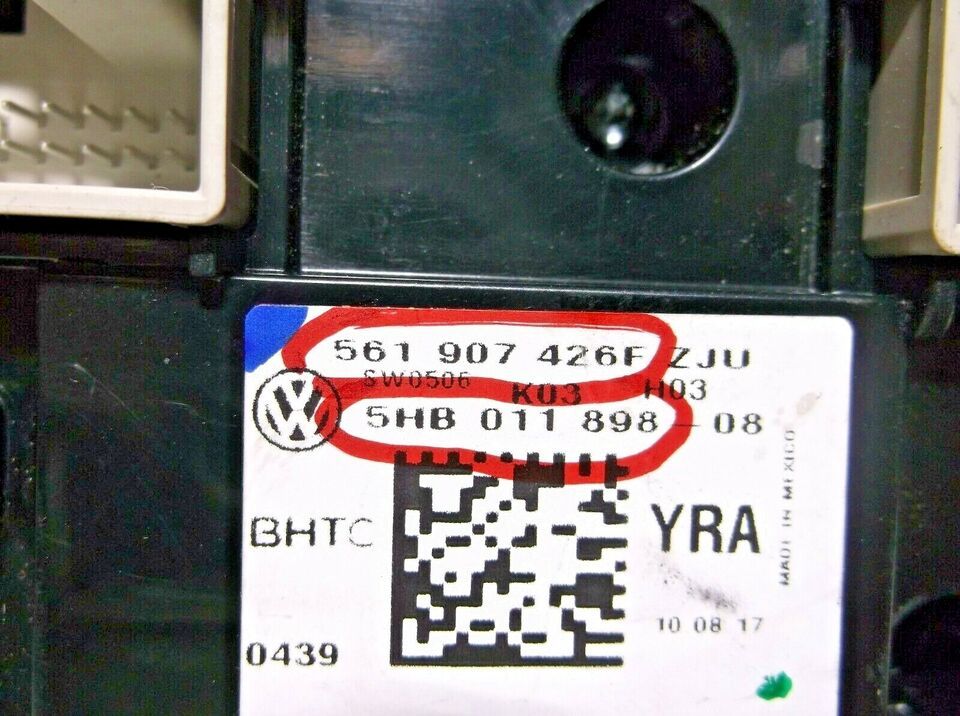 561 907 426F ZJU
SW0506 K03 H03
5HB 011 898-08
BHTC
YRA
MADE IN MEXICO
10 08 17
0439